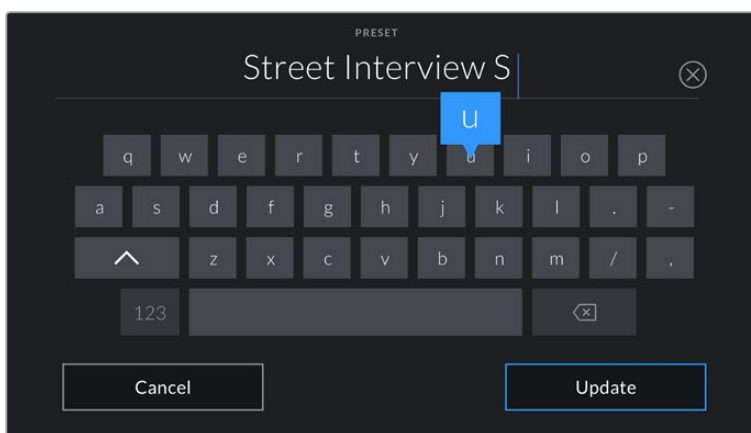 PRESET
Street Interview S
u
q w e r t y u i o p
a s d f g h j k l . -
z x c v b n m / ,
123
Cancel Update